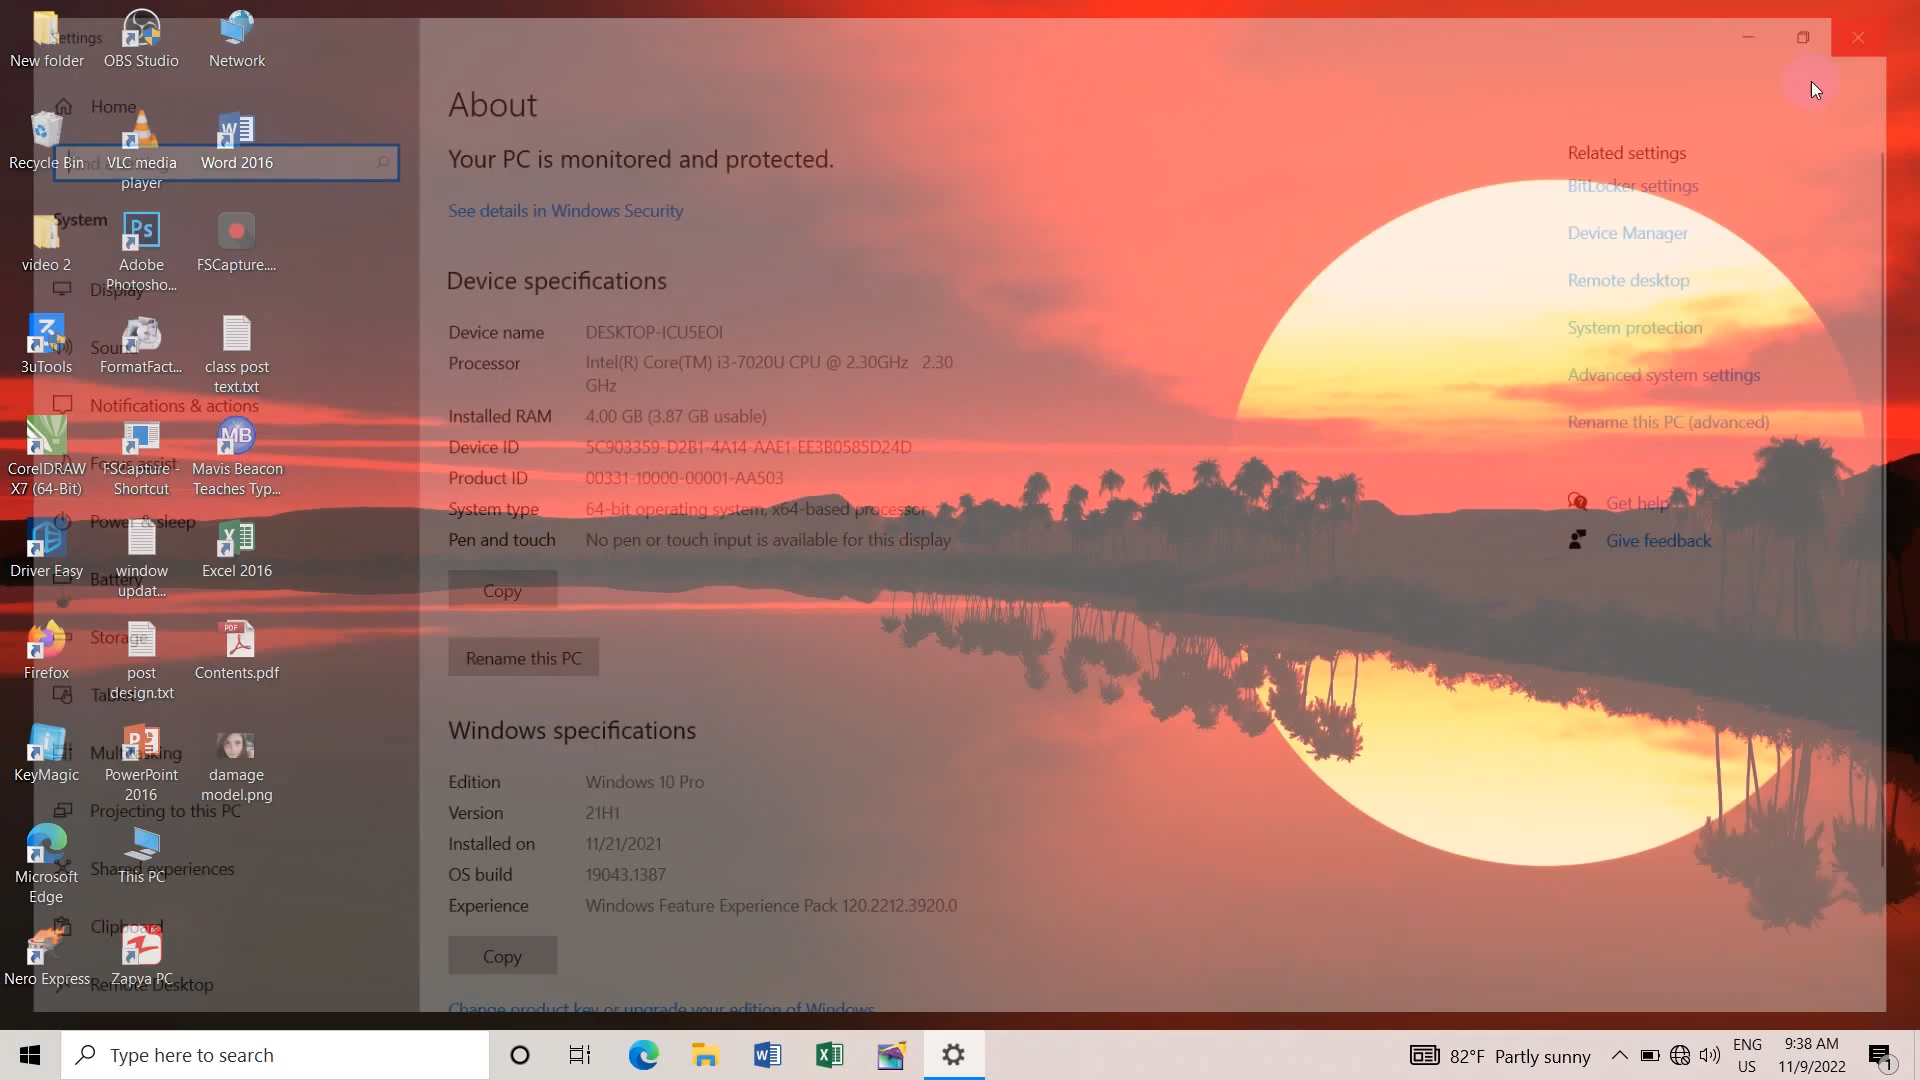 Settings
Home
Find a setting
System
Display
Sound
Notifications & actions
Focus assist
Power & sleep
Battery
Storage
Tablet
Multitasking
Projecting to this PC
Shared experiences
Clipboard
Remote Desktop
New folder
OBS Studio
Network
Recycle Bin
VLC media
player
Word 2016
video 2
Adobe
Photosho...
FSCapture....
3uTools
FormatFact...
class post
text.txt
CorelDRAW
X7 (64-Bit)
FSCapture -
Shortcut
Mavis Beacon
Teaches Typ...
Driver Easy
window
updat...
Excel 2016
Firefox
post
design.txt
Contents.pdf
KeyMagic
PowerPoint
2016
damage
model.png
Microsoft
Edge
This PC
Nero Express
Zapya PC
About
Your PC is monitored and protected.
See details in Windows Security
Device specifications
Device name DESKTOP-ICU5EOI
Processor Intel(R) Core(TM) i3-7020U CPU @ 2.30GHz 2.30
GHz
Installed RAM 4.00 GB (3.87 GB usable)
Device ID 5C903359-D2B1-4A14-AAE1-EE3B0585D24D
Product ID 00331-10000-00001-AA503
System type 64-bit operating system, x64-based processor
Pen and touch No pen or touch input is available for this display
Copy
Rename this PC
Windows specifications
Edition Windows 10 Pro
Version 21H1
Installed on 11/21/2021
OS build 19043.1387
Experience Windows Feature Experience Pack 120.2212.3920.0
Copy
Change product key or upgrade your edition of Windows
Related settings
BitLocker settings
Device Manager
Remote desktop
System protection
Advanced system settings
Rename this PC (advanced)
Get help
Give feedback
Type here to search
82°F Partly sunny
ENG
US
9:38 AM
11/9/2022
1